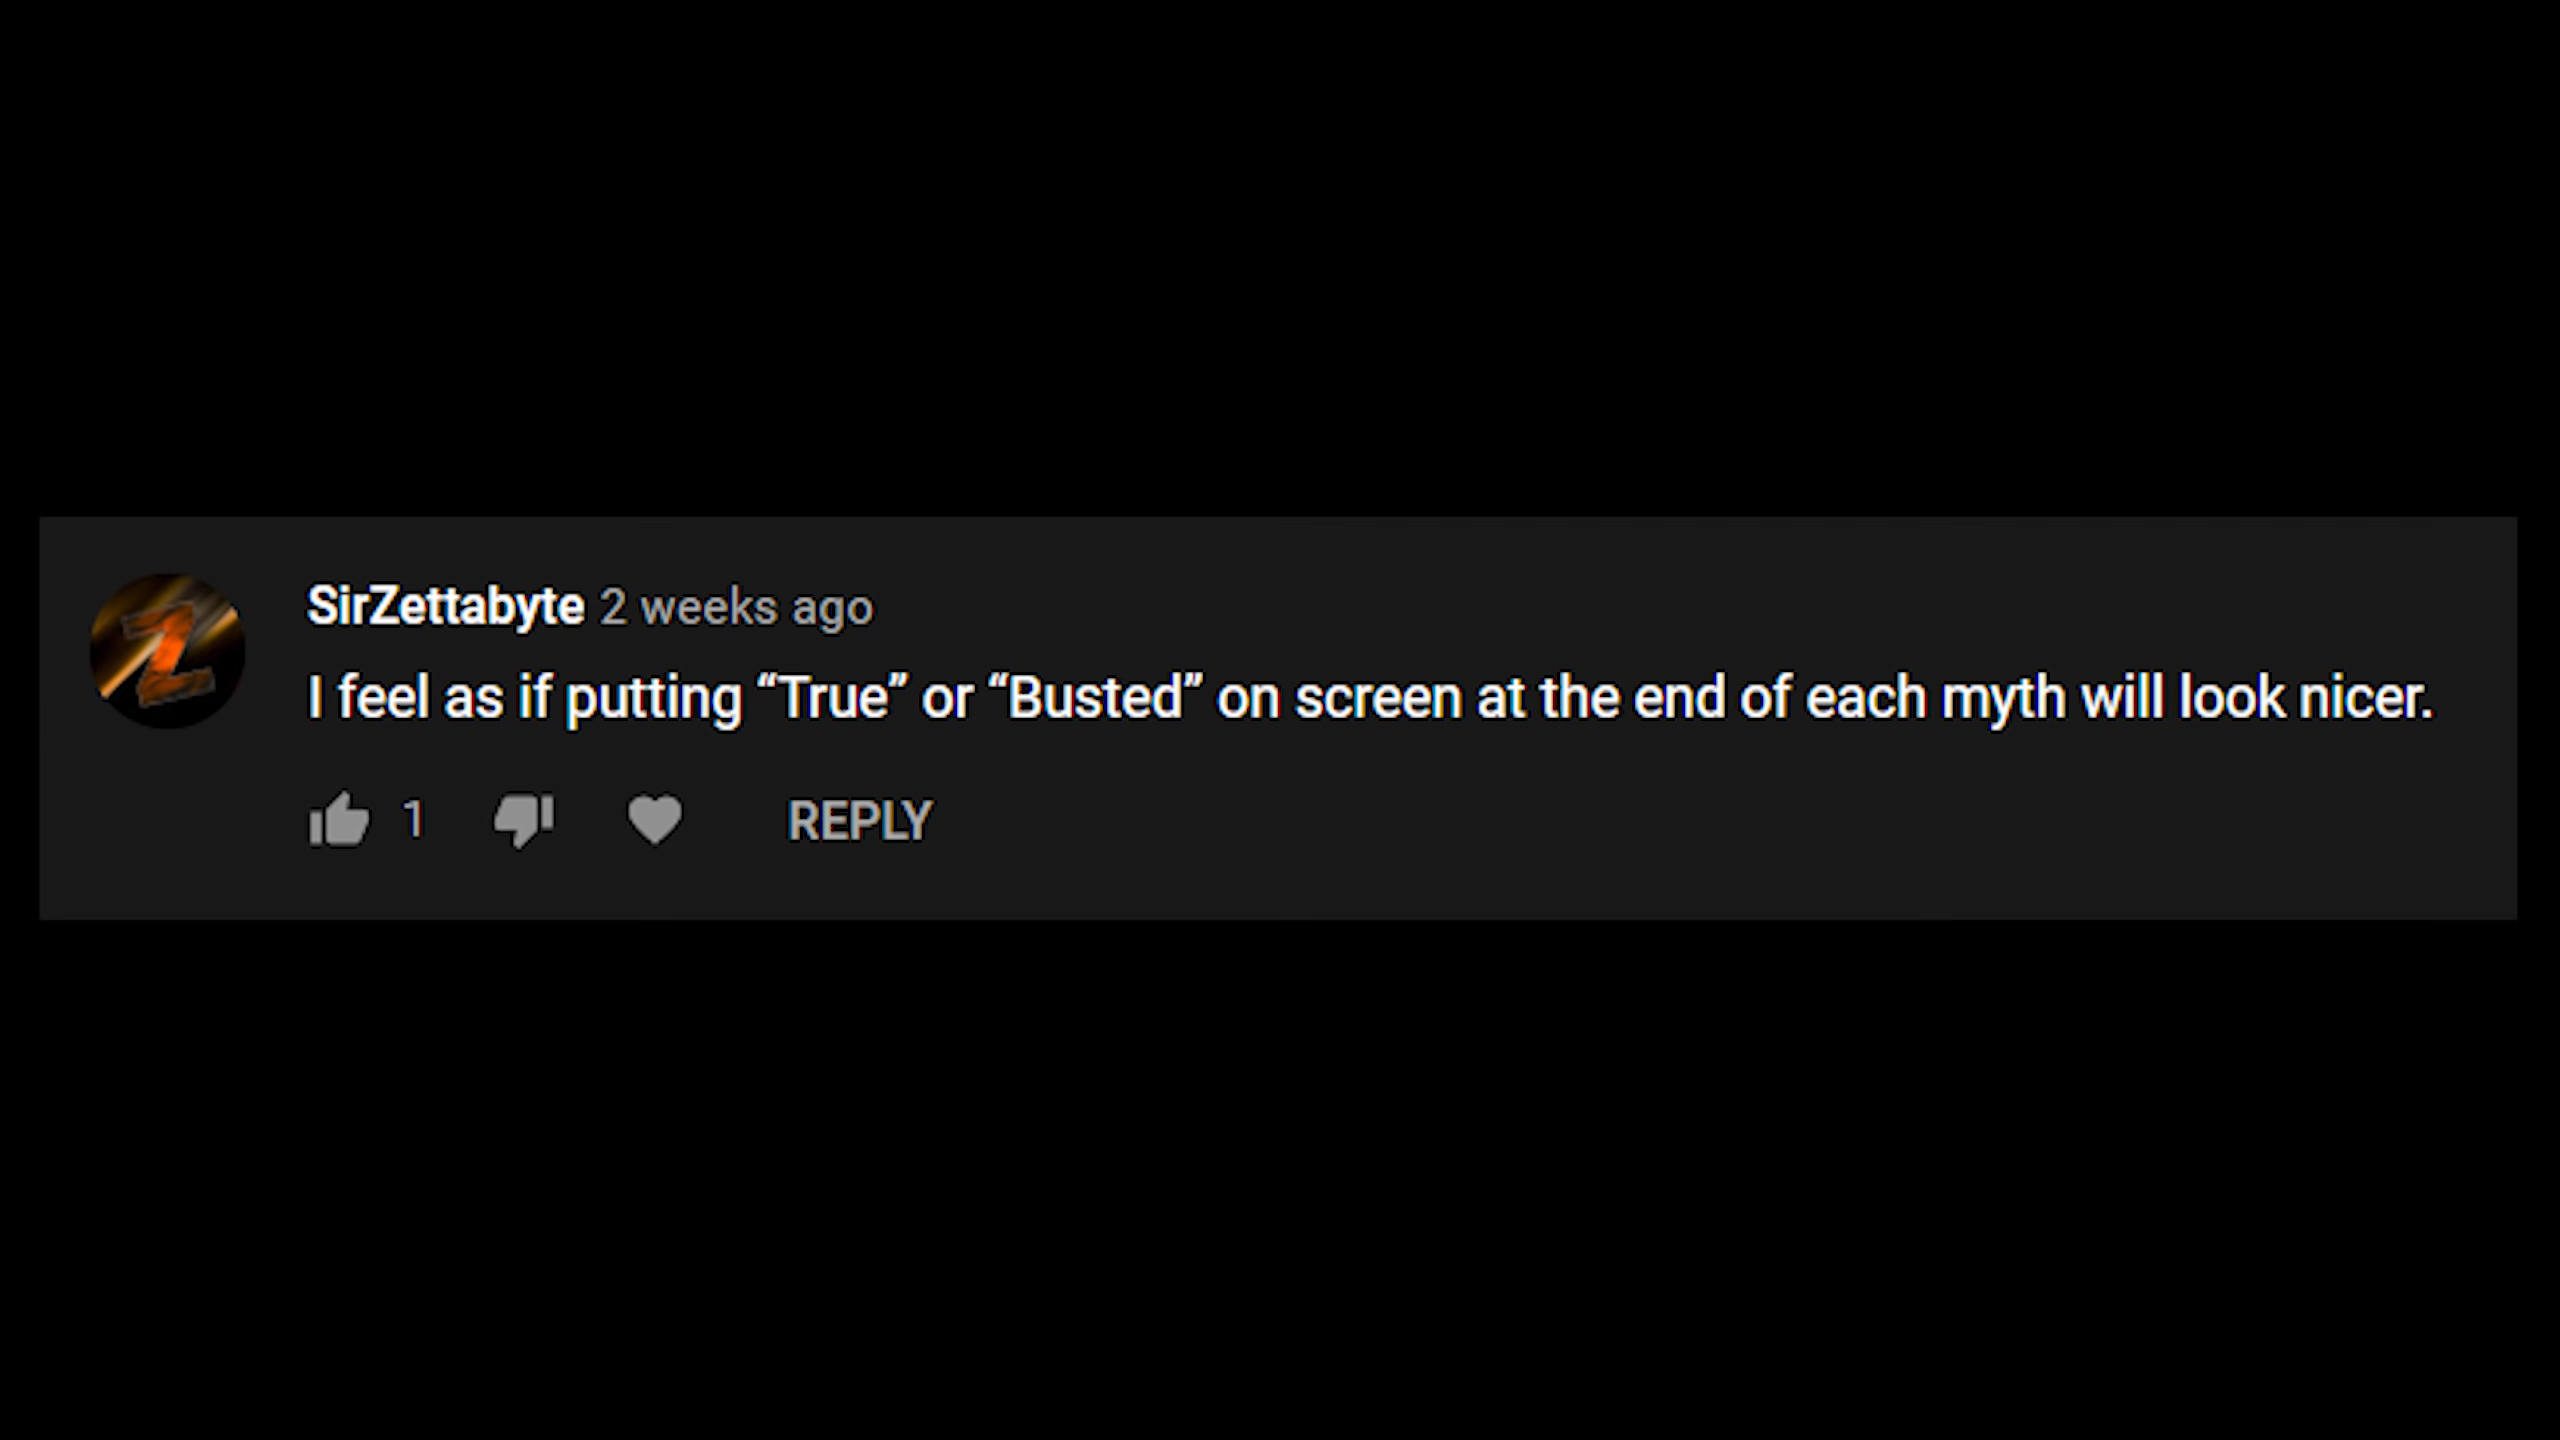 Z
SirZettabyte 2 weeks ago
I feel as if putting “True” or “Busted” on screen at the end of each myth will look nicer.
1 REPLY